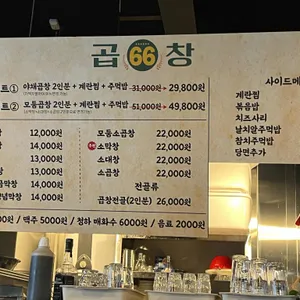 곱 66 창
트① 야채곱창 2인분 + 계란찜 + 주먹밥 31,000원 → 29,800원
트② 모둠곱창 2인분 + 계란찜 + 주먹밥 51,000원 → 49,800원
창 12,000원 모둠소곱창 22,000원
14,000원 소막창 22,000원
13,000원 소대창 22,000원
창 13,000원 소곱창 22,000원
막창 14,000원 전골류
념막창 14,000원 곱창전골(2인분) 26,000원
00원 / 맥주 5000원 / 청하 매화수 6000원 / 음료 2000원
사이드메
계란찜
볶음밥
치즈사리
날치알주먹밥
참치주먹밥
당면추가